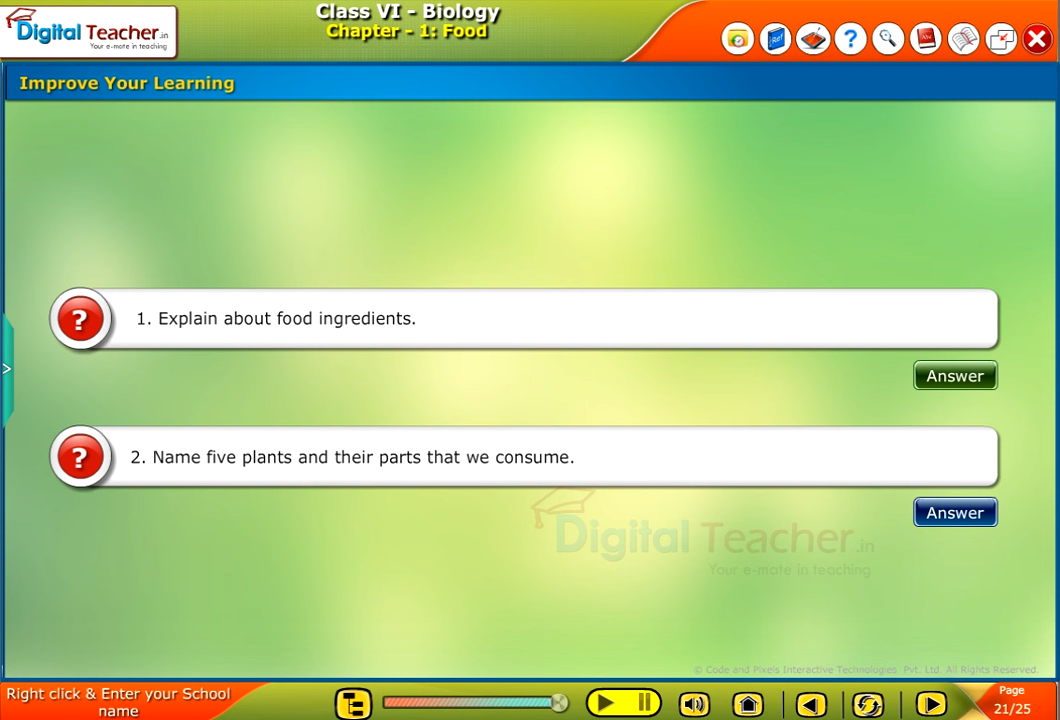 Digital Teacher.in
Your e-mate in teaching
Class VI - Biology
Chapter - 1: Food
Ref
?
Abc
Improve Your Learning
? 1. Explain about food ingredients.
>
Answer
? 2. Name five plants and their parts that we consume.
Answer
Digital Teacher.in
Your e-mate in teaching
© Code and Pixels Interactive Technologies Pvt. Ltd. All Rights Reserved.
Right click & Enter your School
name
Page
21/25